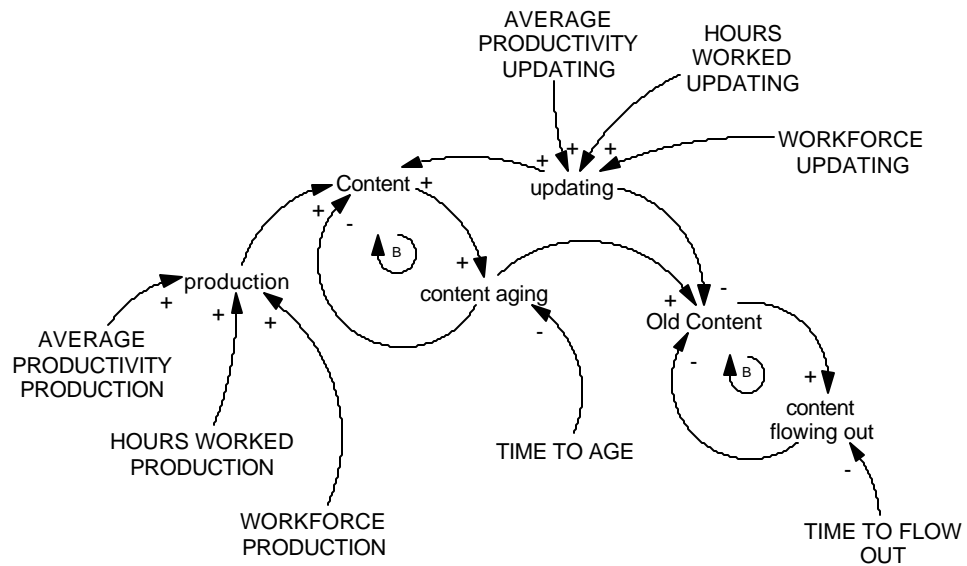 AVERAGE
PRODUCTIVITY
UPDATING
HOURS
WORKED
UPDATING
WORKFORCE
UPDATING
+ + +
+
Content +
updating
+
-
B
+
production
content aging
-
+
+
+
+
-
Old Content
AVERAGE
PRODUCTIVITY
PRODUCTION
-
B
+
content
flowing out
HOURS WORKED
PRODUCTION
TIME TO AGE
-
WORKFORCE
PRODUCTION
TIME TO FLOW
OUT